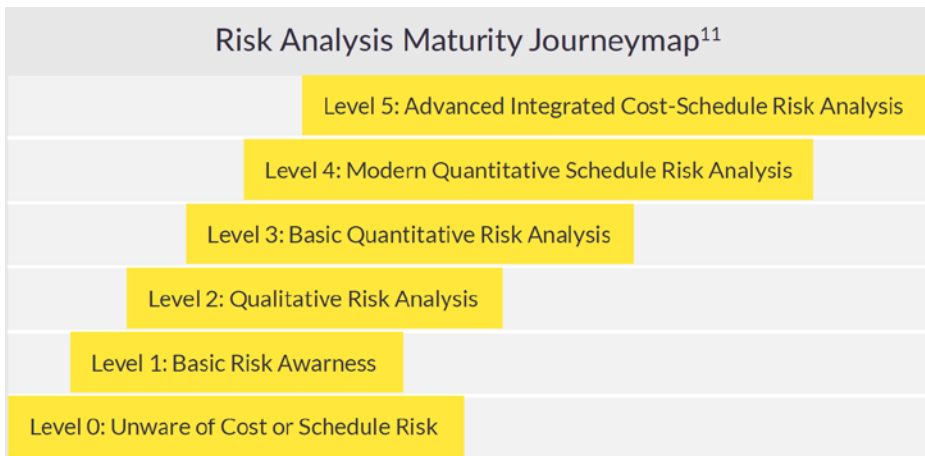 Risk Analysis Maturity Journeymap¹¹
Level 5: Advanced Integrated Cost-Schedule Risk Analysis
Level 4: Modern Quantitative Schedule Risk Analysis
Level 3: Basic Quantitative Risk Analysis
Level 2: Qualitative Risk Analysis
Level 1: Basic Risk Awarness
Level 0: Unware of Cost or Schedule Risk